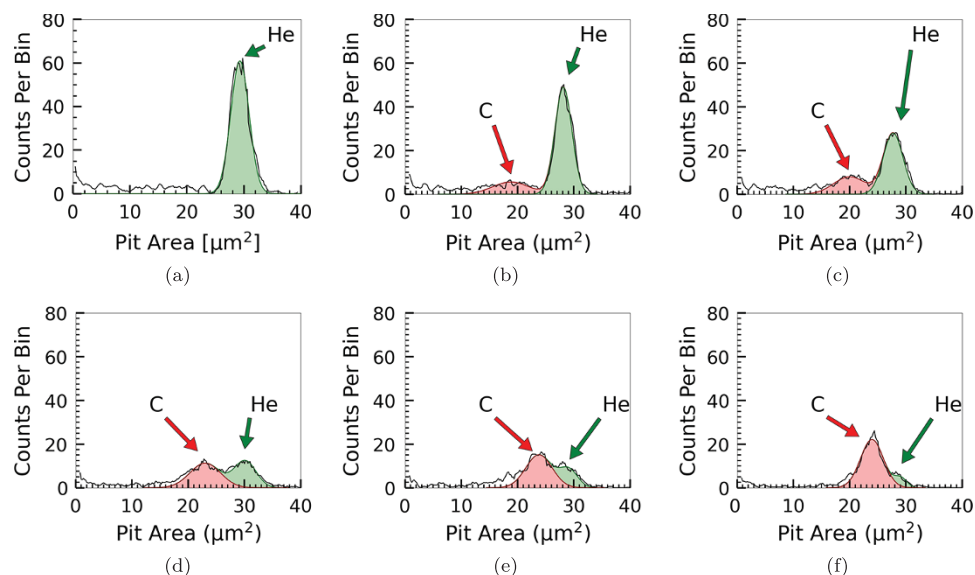 Counts Per Bin
80
60
40
20
0
He
0 10 20 30 40
Pit Area [µm²]
(a)
Counts Per Bin
80
60
40
20
0
He
C
0 10 20 30 40
Pit Area (µm²)
(b)
Counts Per Bin
80
60
40
20
0
He
C
0 10 20 30 40
Pit Area (µm²)
(c)
Counts Per Bin
80
60
40
20
0
C He
0 10 20 30 40
Pit Area (µm²)
(d)
Counts Per Bin
80
60
40
20
0
C He
0 10 20 30 40
Pit Area (µm²)
(e)
Counts Per Bin
80
60
40
20
0
C He
0 10 20 30 40
Pit Area (µm²)
(f)